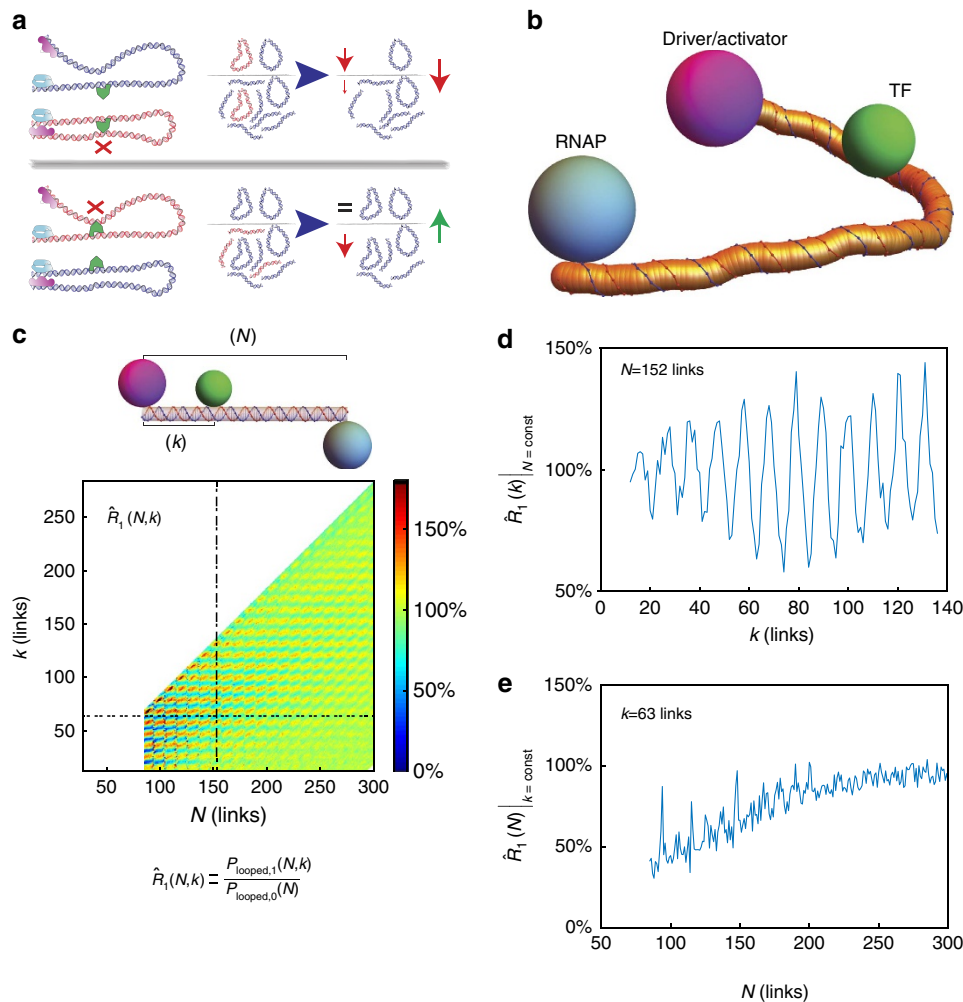 a
=
b
Driver/activator
TF
RNAP
c
(N)
(k)
R̂₁ (N,k)
k (links)
250
200
150
100
50
50
100
150
200
250
300
N (links)
150%
100%
50%
0%
R̂₁(N,k) ≡ P looped,1(N,k) / P looped,0(N)
d
N=152 links
R̂₁ (k)|N = const
150%
100%
50%
0
20
40
60
80
100
120
140
k (links)
e
k=63 links
R̂₁ (N)|k = const
150%
100%
50%
0%
50
100
150
200
250
300
N (links)